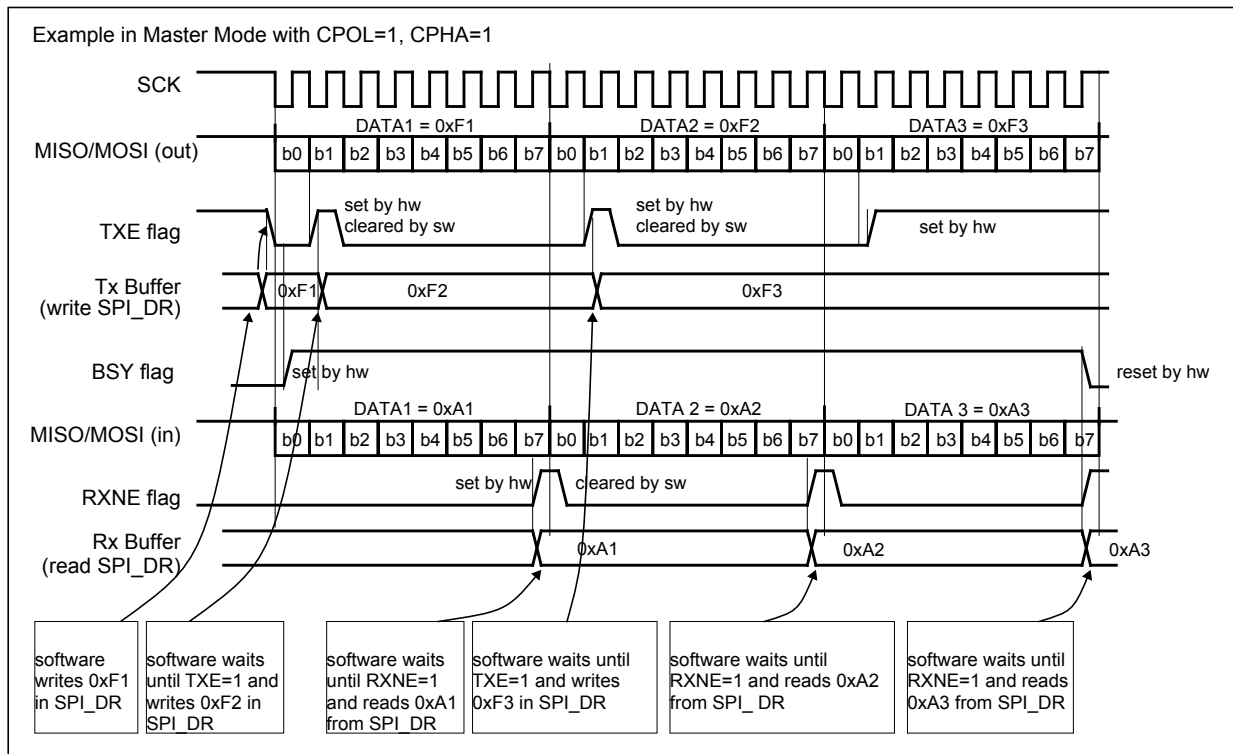 Example in Master Mode with CPOL=1, CPHA=1
SCK
DATA1 = 0xF1 DATA2 = 0xF2 DATA3 = 0xF3
MISO/MOSI (out)
b0 b1 b2 b3 b4 b5 b6 b7 b0 b1 b2 b3 b4 b5 b6 b7 b0 b1 b2 b3 b4 b5 b6 b7
set by hw
cleared by sw
set by hw
cleared by sw
TXE flag
set by hw
Tx Buffer
(write SPI_DR)
0xF1 0xF2 0xF3
BSY flag
set by hw
reset by hw
DATA1 = 0xA1 DATA 2 = 0xA2 DATA 3 = 0xA3
MISO/MOSI (in)
b0 b1 b2 b3 b4 b5 b6 b7 b0 b1 b2 b3 b4 b5 b6 b7 b0 b1 b2 b3 b4 b5 b6 b7
set by hw cleared by sw
RXNE flag
Rx Buffer
(read SPI_DR)
0xA1 0xA2 0xA3
software
writes 0xF1
in SPI_DR
software waits
until TXE=1 and
writes 0xF2 in
SPI_DR
software waits
until RXNE=1
and reads 0xA1
from SPI_DR
software waits until
TXE=1 and writes
0xF3 in SPI_DR
software waits until
RXNE=1 and reads 0xA2
from SPI_ DR
software waits until
RXNE=1 and reads
0xA3 from SPI_DR